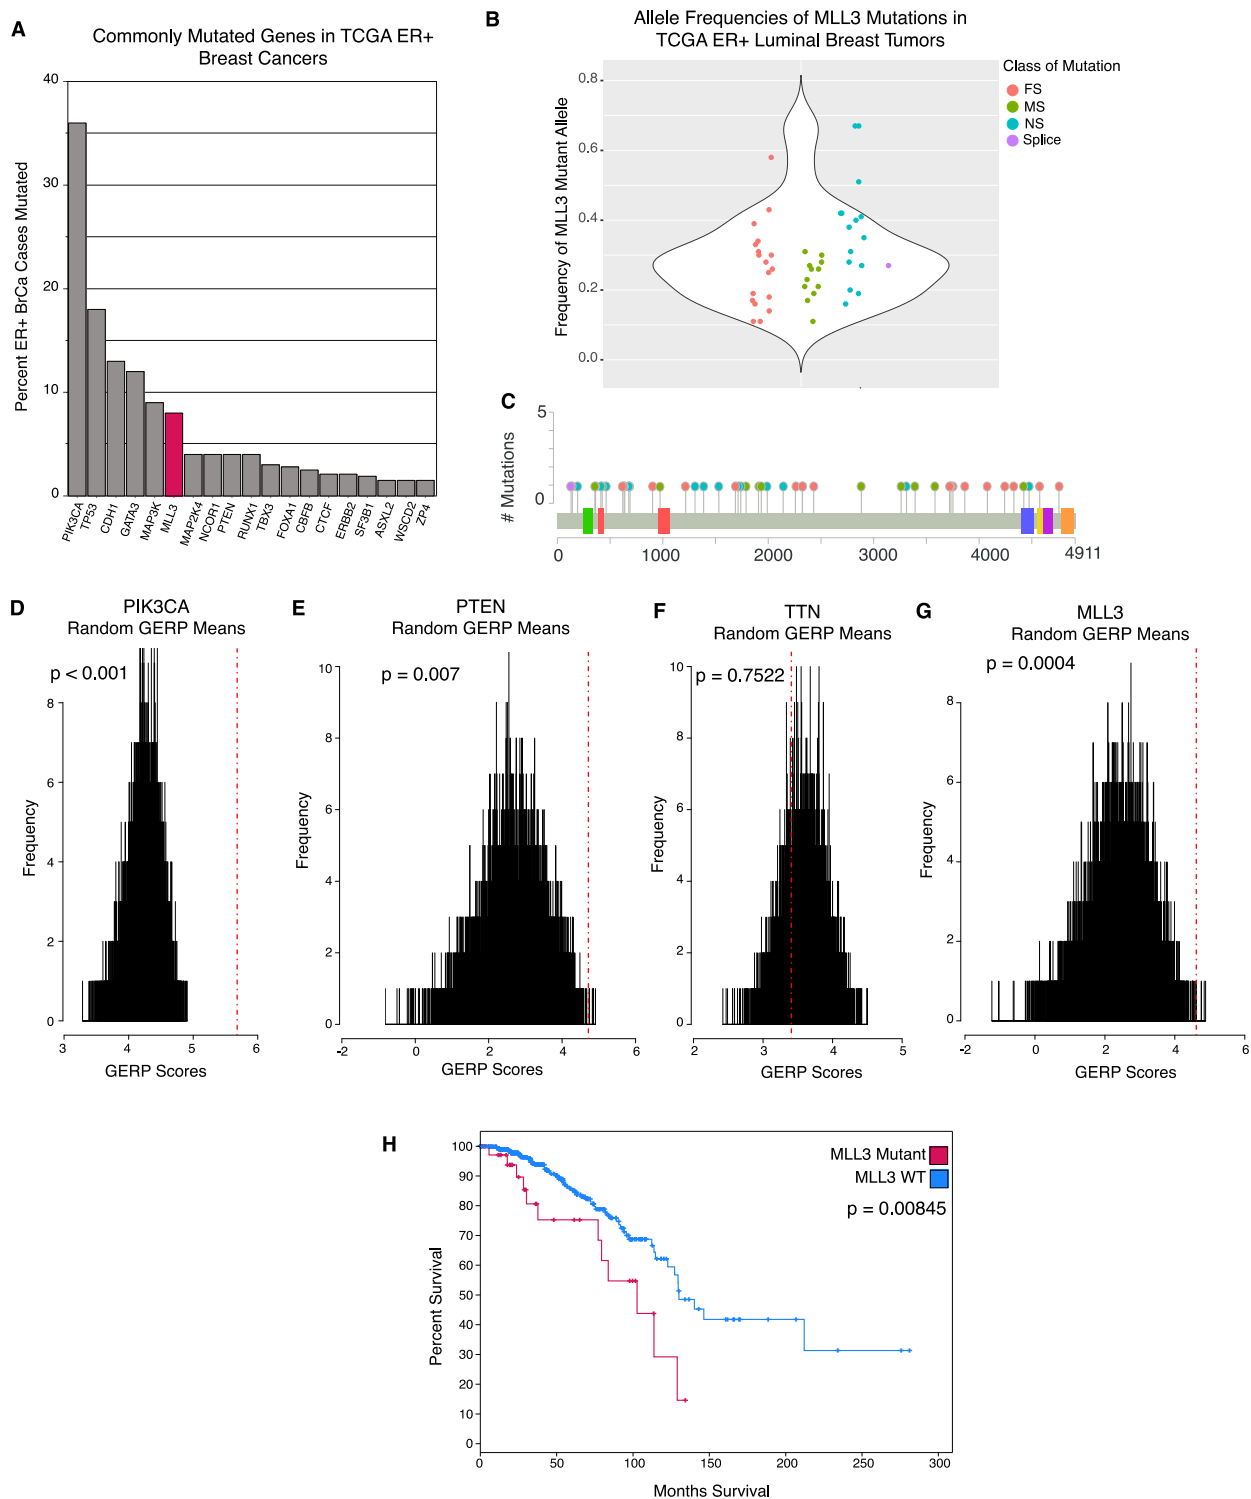 A
Commonly Mutated Genes in TCGA ER+
Breast Cancers
Percent ER+ BrCa Cases Mutated
40
30
20
10
0
PIK3CA
TP53
CDH1
GATA3
MAP3K
MLL3
MAP2K4
NCOR1
PTEN
RUNX1
TBX3
FOXA1
CBFB
CTCF
ERBB2
SF3B1
ASXL2
WSCD2
ZP4
B
Allele Frequencies of MLL3 Mutations in
TCGA ER+ Luminal Breast Tumors
Frequency of MLL3 Mutant Allele
0.8
0.6
0.4
0.2
0.0
Class of Mutation
FS
MS
NS
Splice
C
# Mutations
5
0
0
1000
2000
3000
4000
4911
D
PIK3CA
Random GERP Means
p < 0.001
Frequency
8
6
4
2
0
3
4
5
6
GERP Scores
E
PTEN
Random GERP Means
p = 0.007
Frequency
10
8
6
4
2
0
-2
0
2
4
6
GERP Scores
F
TTN
Random GERP Means
p = 0.7522
Frequency
10
8
6
4
2
0
2
3
4
5
GERP Scores
G
MLL3
Random GERP Means
p = 0.0004
Frequency
8
6
4
2
0
-2
0
2
4
6
GERP Scores
H
Percent Survival
100
90
80
70
60
50
40
30
20
10
0
MLL3 Mutant
MLL3 WT
p = 0.00845
0
50
100
150
200
250
300
Months Survival